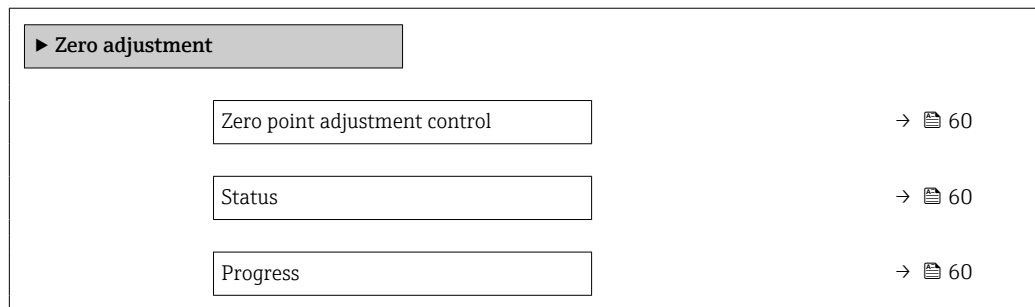 ▶ Zero adjustment
Zero point adjustment control → 60
Status → 60
Progress → 60